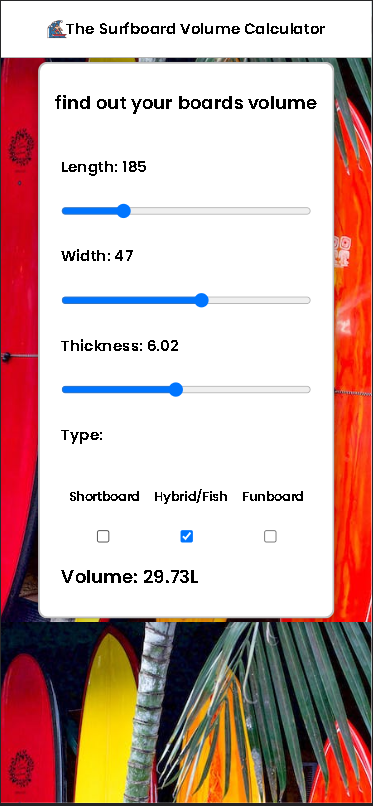 The Surfboard Volume Calculator
find out your boards volume
Length: 185
Width: 47
Thickness: 6.02
Type:
Shortboard Hybrid/Fish Funboard
Volume: 29.73L